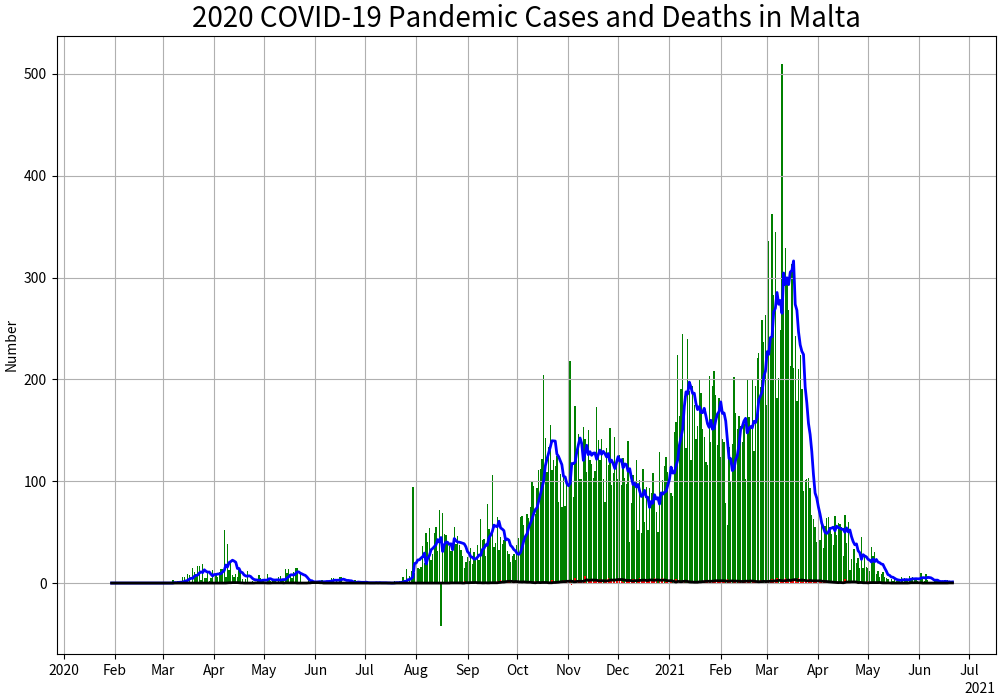 2020 COVID-19 Pandemic Cases and Deaths in Malta
Number
500
400
300
200
100
0
2020 Feb Mar Apr May Jun Jul Aug Sep Oct Nov Dec 2021 Feb Mar Apr May Jun Jul
2021